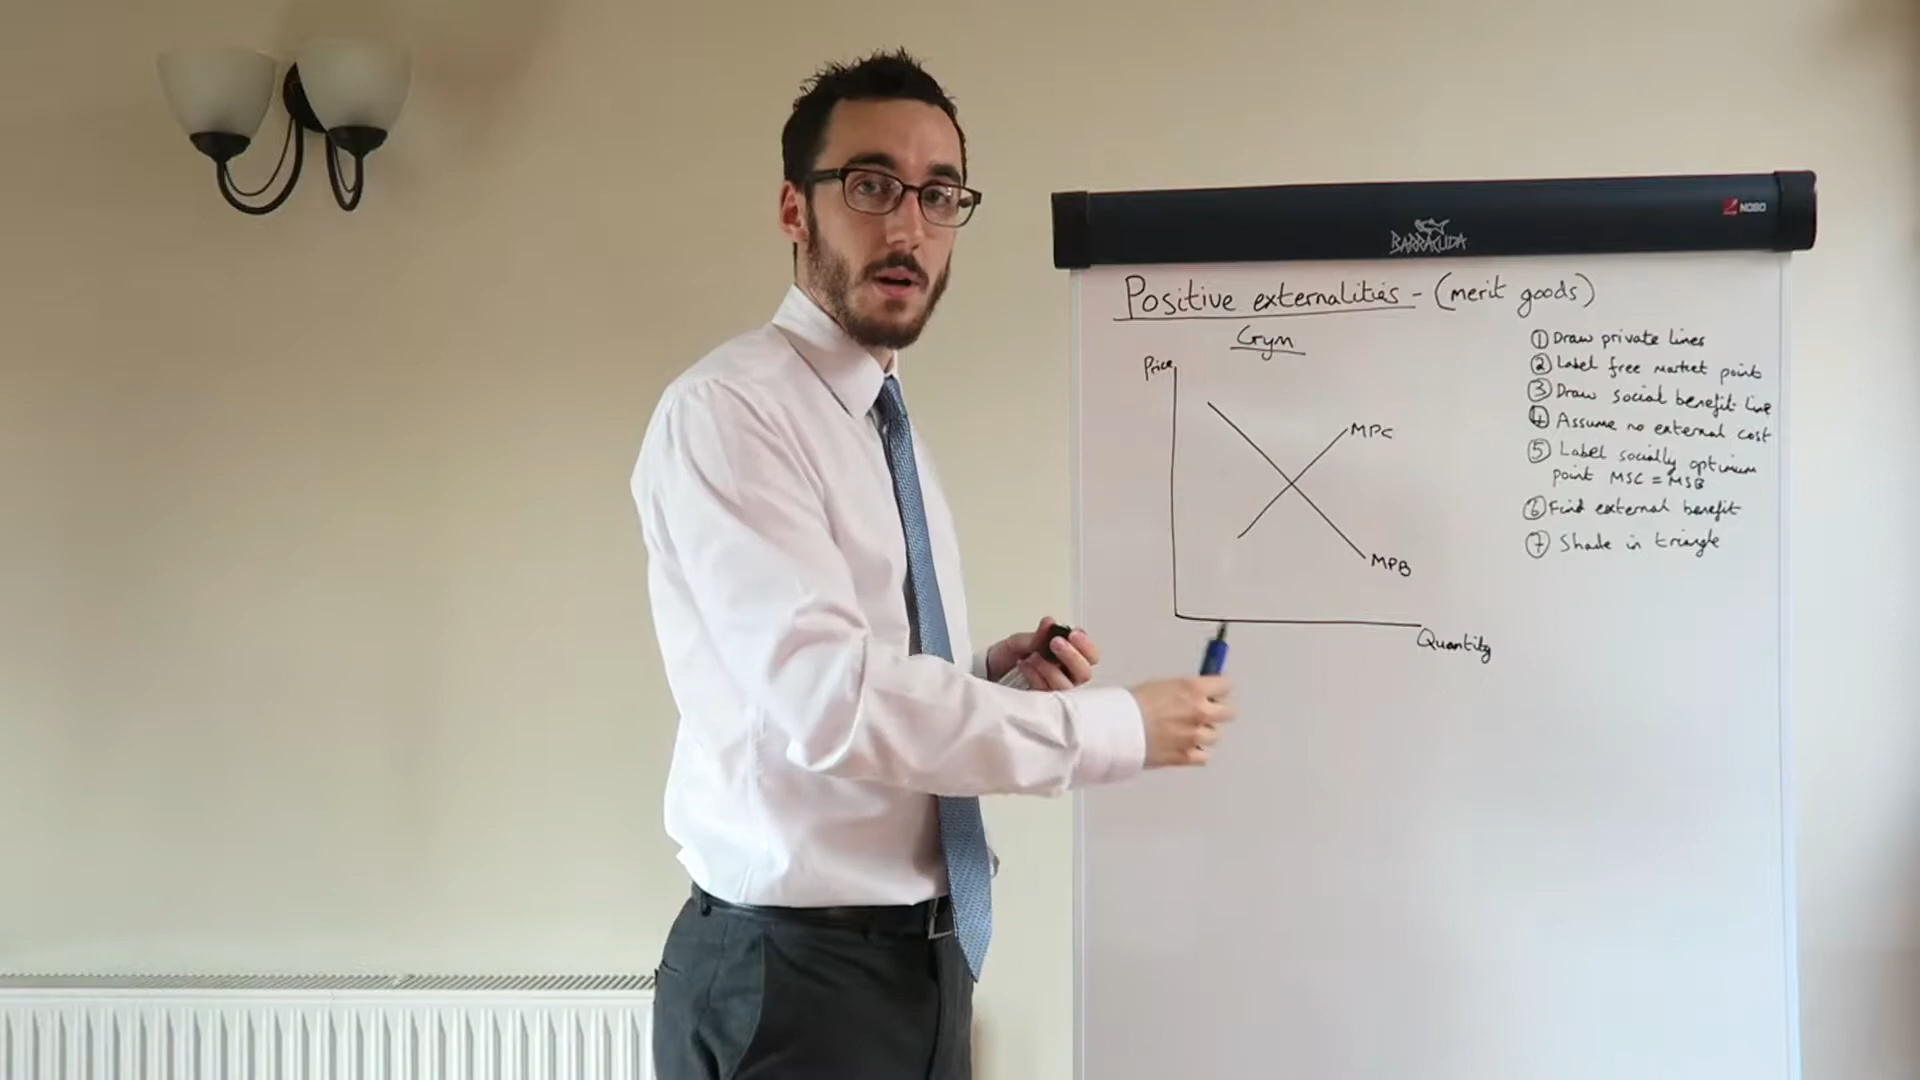 BARRACUDA
NOBO
Positive externalities - (merit goods)
Gym
Price
MPC
MPB
Quantity
① Draw private lines
② Label free market point
③ Draw social benefit line
④ Assume no external cost
⑤ Label socially optimum
point MSC = MSB
⑥ Find external benefit
⑦ Shade in triangle